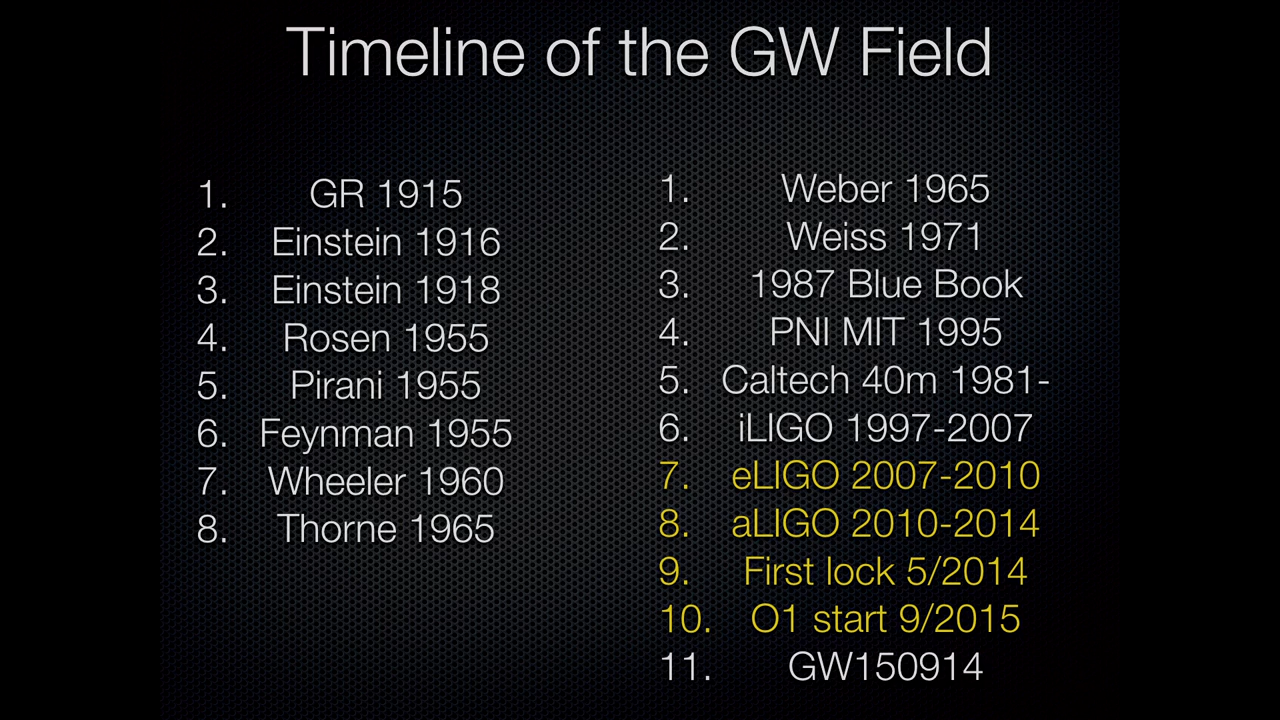 Timeline of the GW Field
1. GR 1915
2. Einstein 1916
3. Einstein 1918
4. Rosen 1955
5. Pirani 1955
6. Feynman 1955
7. Wheeler 1960
8. Thorne 1965
1. Weber 1965
2. Weiss 1971
3. 1987 Blue Book
4. PNI MIT 1995
5. Caltech 40m 1981-
6. iLIGO 1997-2007
7. eLIGO 2007-2010
8. aLIGO 2010-2014
9. First lock 5/2014
10. O1 start 9/2015
11. GW150914